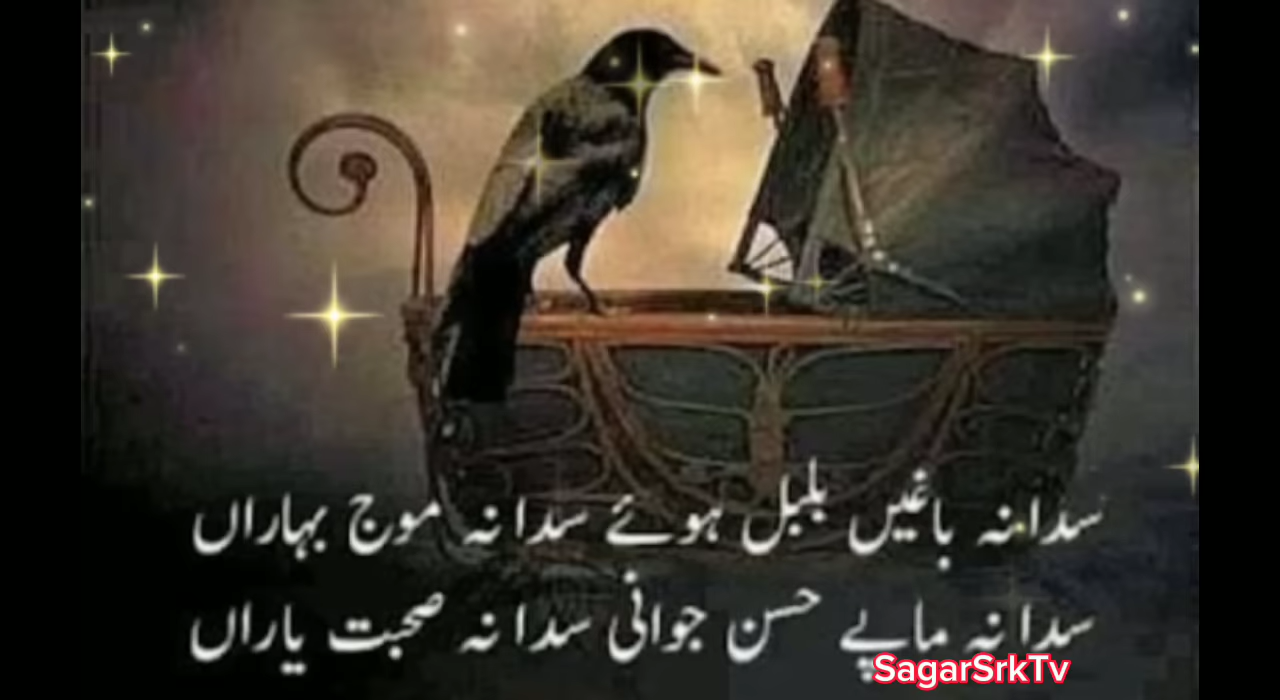 سدا نہ باغیں بلبل ہوئے سدا نہ موج بہاراں
سدا نہ ماپے حسن جوانی سدا نہ صحبت یاراں
SagarSrkTv